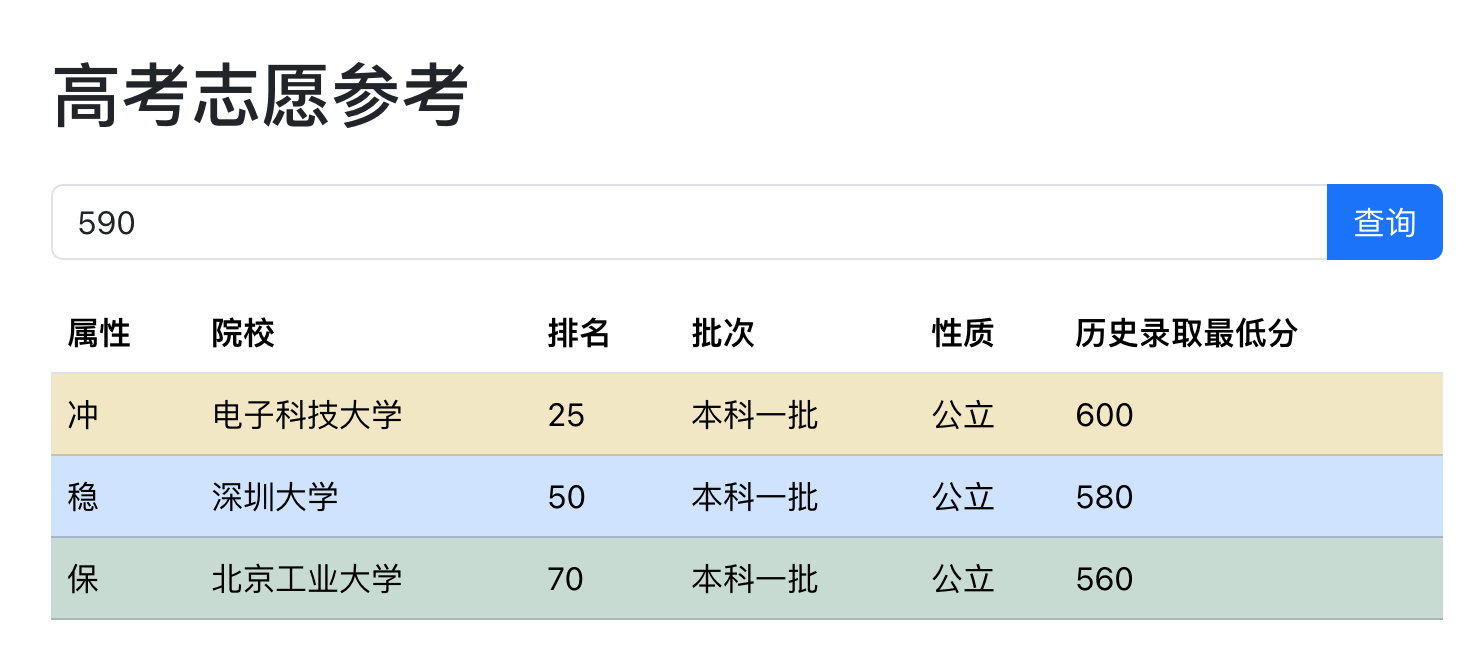 高考志愿参考
590 查询
属性 院校 排名 批次 性质 历史录取最低分
冲 电子科技大学 25 本科一批 公立 600
稳 深圳大学 50 本科一批 公立 580
保 北京工业大学 70 本科一批 公立 560